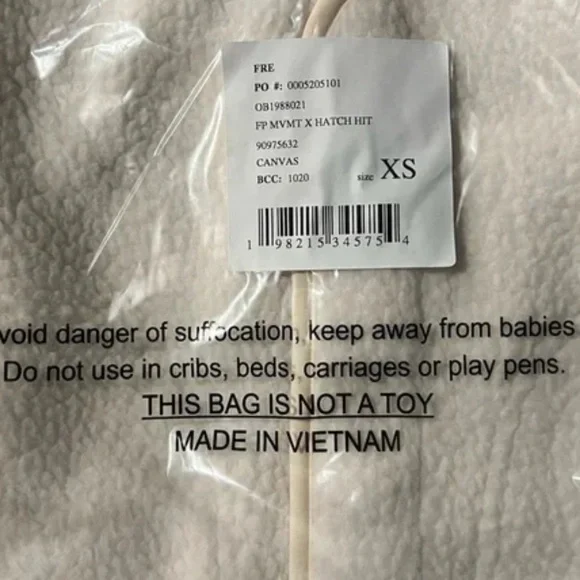 FRE
PO #: 0005205101
OB1988021
FP MVMT X HATCH HIT
90975632
CANVAS
BCC: 1020 size XS
1 98215 34575 4
void danger of suffocation, keep away from babies
Do not use in cribs, beds, carriages or play pens.
THIS BAG IS NOT A TOY
MADE IN VIETNAM